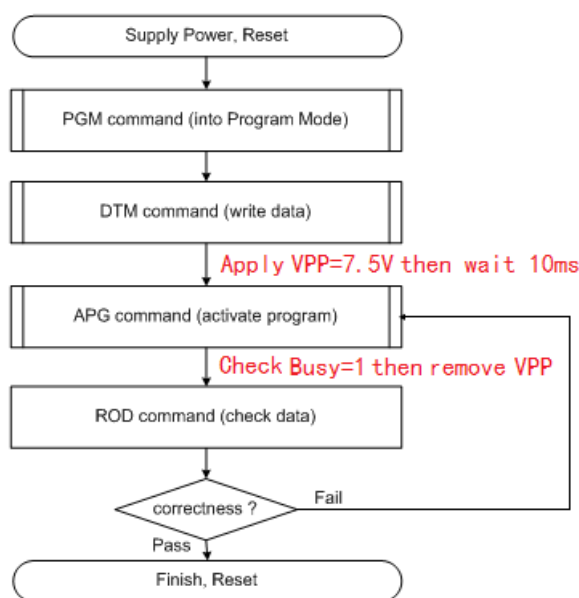 Supply Power, Reset
PGM command (into Program Mode)
DTM command (write data)
Apply VPP=7.5V then wait 10ms
APG command (activate program)
Check Busy=1 then remove VPP
ROD command (check data)
correctness ?
Fail
Pass
Finish, Reset